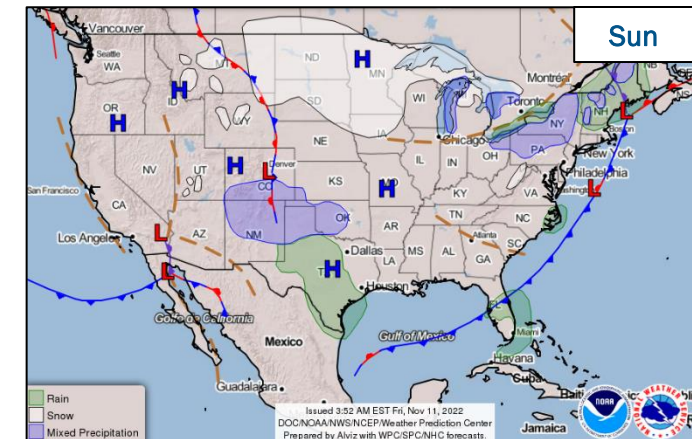 Sun
Vancouver
Seattle
WA
MT
ND
MN
Montréal
NB
OR
ID
SD
WI
Toronto
NH
Boston
WY
NY
IA
Chicago
PA
New York
NE
NV
UT
Denver
CO
IL
IN
OH
Philadelphia
Washington
San Francisco
CA
KS
MO
KY
VA
Los Angeles
AZ
NM
OK
AR
TN
NC
Atlanta
SC
Dallas
MS
AL
GA
LA
TX
Houston
Golfo de California
Gulf of Mexico
FL
Miami
Mexico
Havana
Cuba
Guadalajara
Jamaica
H
H
H
H
H
H
L
L
L
L
L
Rain
Snow
Mixed Precipitation
Issued 3:52 AM EST Fri, Nov 11, 2022
DOC/NOAA/NWS/NCEP/Weather Prediction Center
Prepared by Alviz with WPC/SPC/NHC forecasts.
NOAA
NATIONAL WEATHER SERVICE